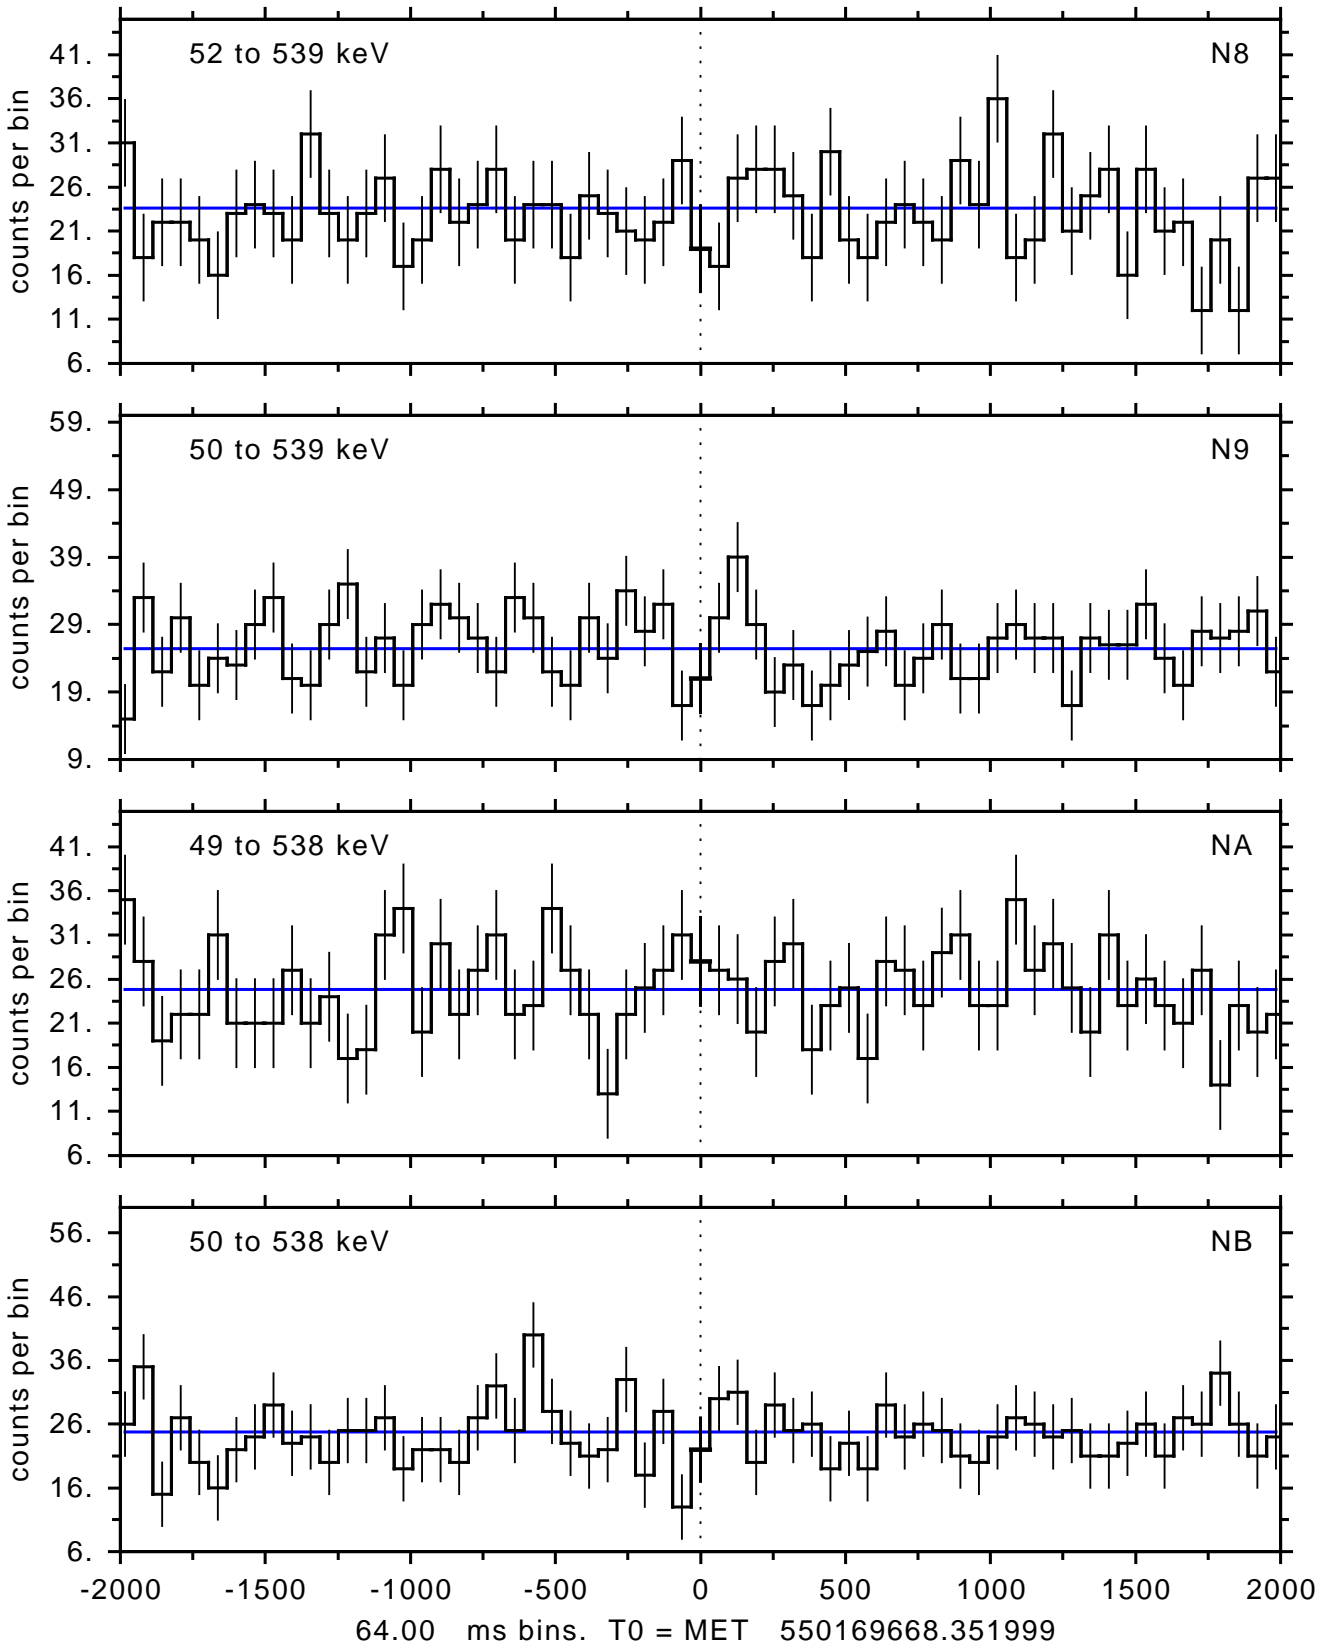 52 to 539 keV
N8
counts per bin
41.
36.
31.
26.
21.
16.
11.
6.
50 to 539 keV
N9
counts per bin
59.
49.
39.
29.
19.
9.
49 to 538 keV
NA
counts per bin
41.
36.
31.
26.
21.
16.
11.
6.
50 to 538 keV
NB
counts per bin
56.
46.
36.
26.
16.
6.
-2000 -1500 -1000 -500 0 500 1000 1500 2000
64.00 ms bins. T0 = MET 550169668.351999